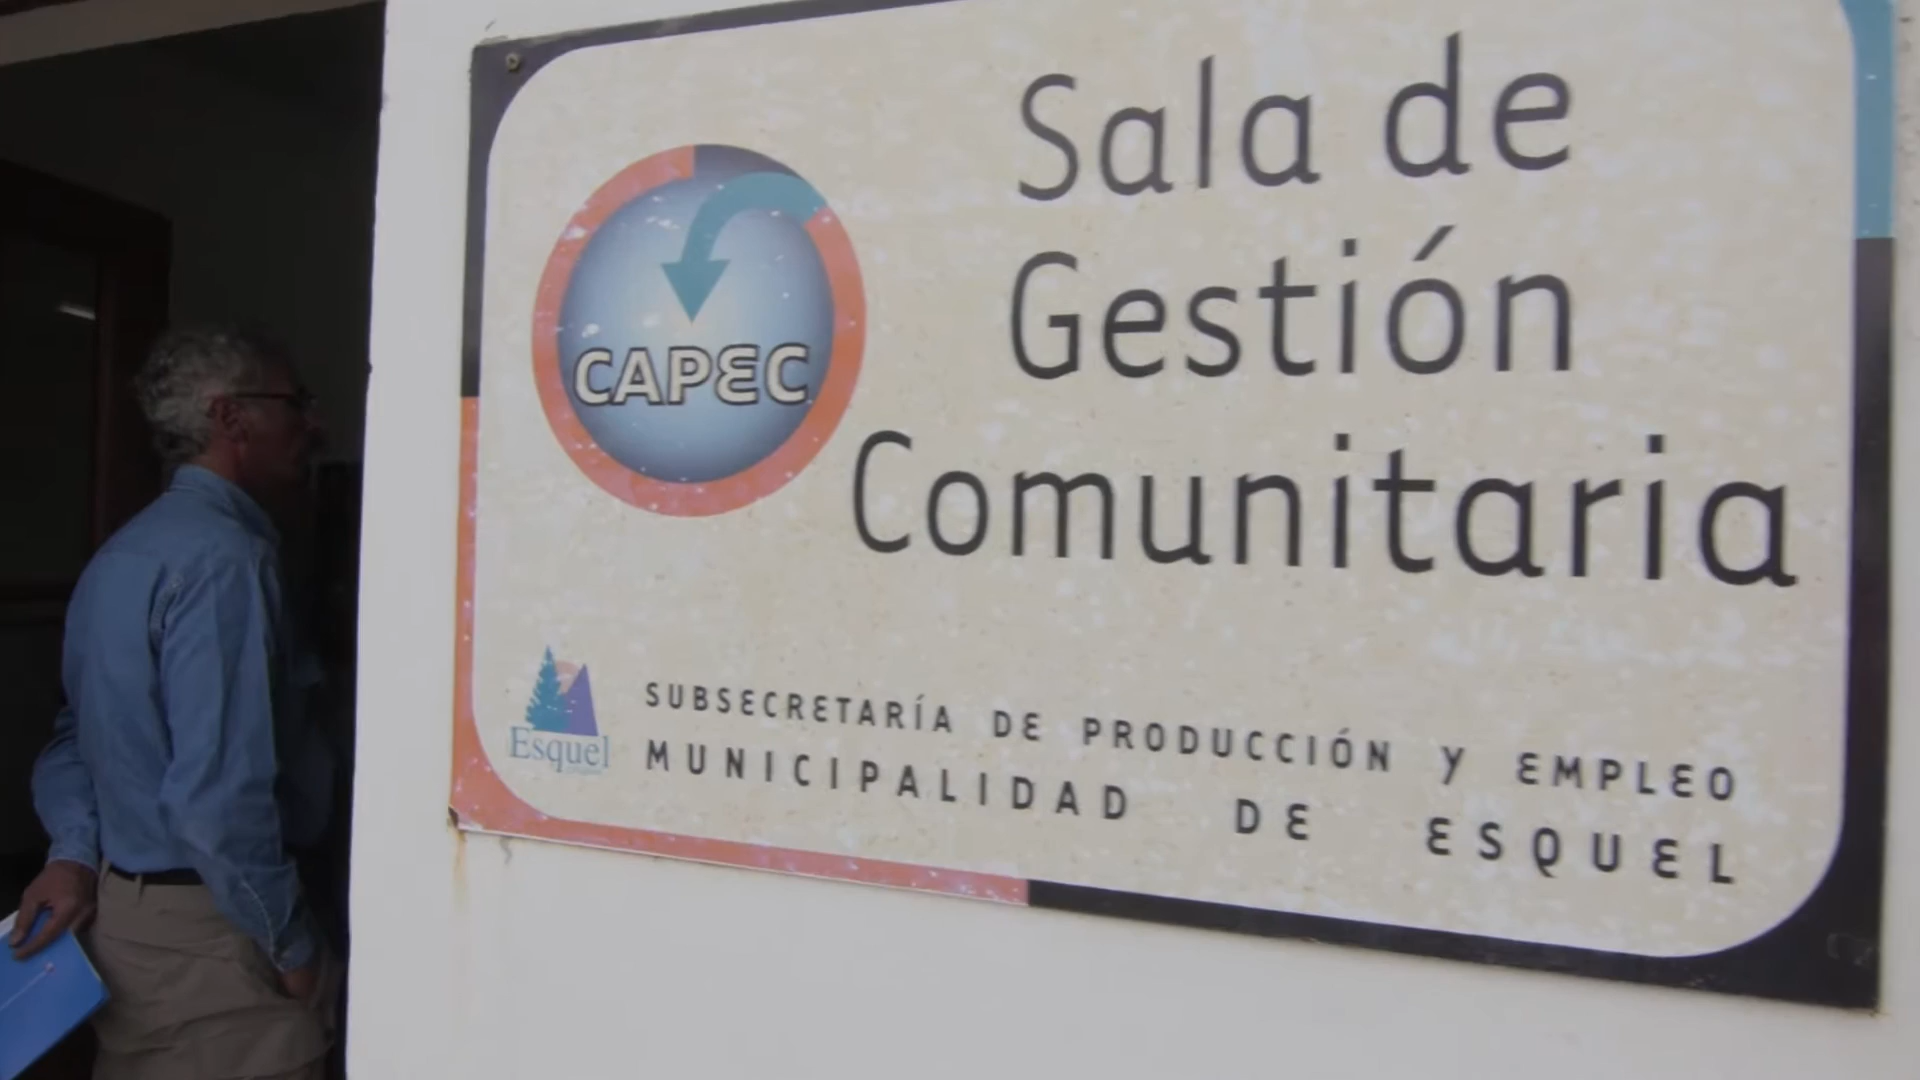 Sala de
Gestión
Comunitaria
CAPEC
Esquel
SUBSECRETARÍA DE PRODUCCIÓN Y EMPLEO
MUNICIPALIDAD DE ESQUEL